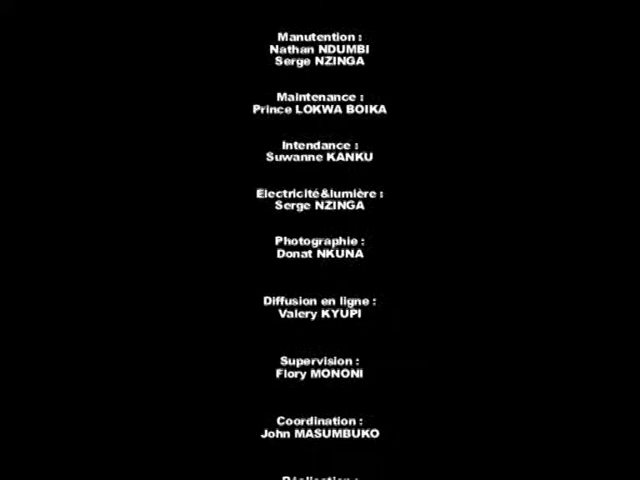 Manutention :
Nathan NDUMBI
Serge NZINGA
Maintenance :
Prince LOKWA BOIKA
Intendance :
Suwanne KANKU
Electricité&lumière :
Serge NZINGA
Photographie :
Donat NKUNA
Diffusion en ligne :
Valery KYUPI
Supervision :
Flory MONONI
Coordination :
John MASUMBUKO
Réalisation :